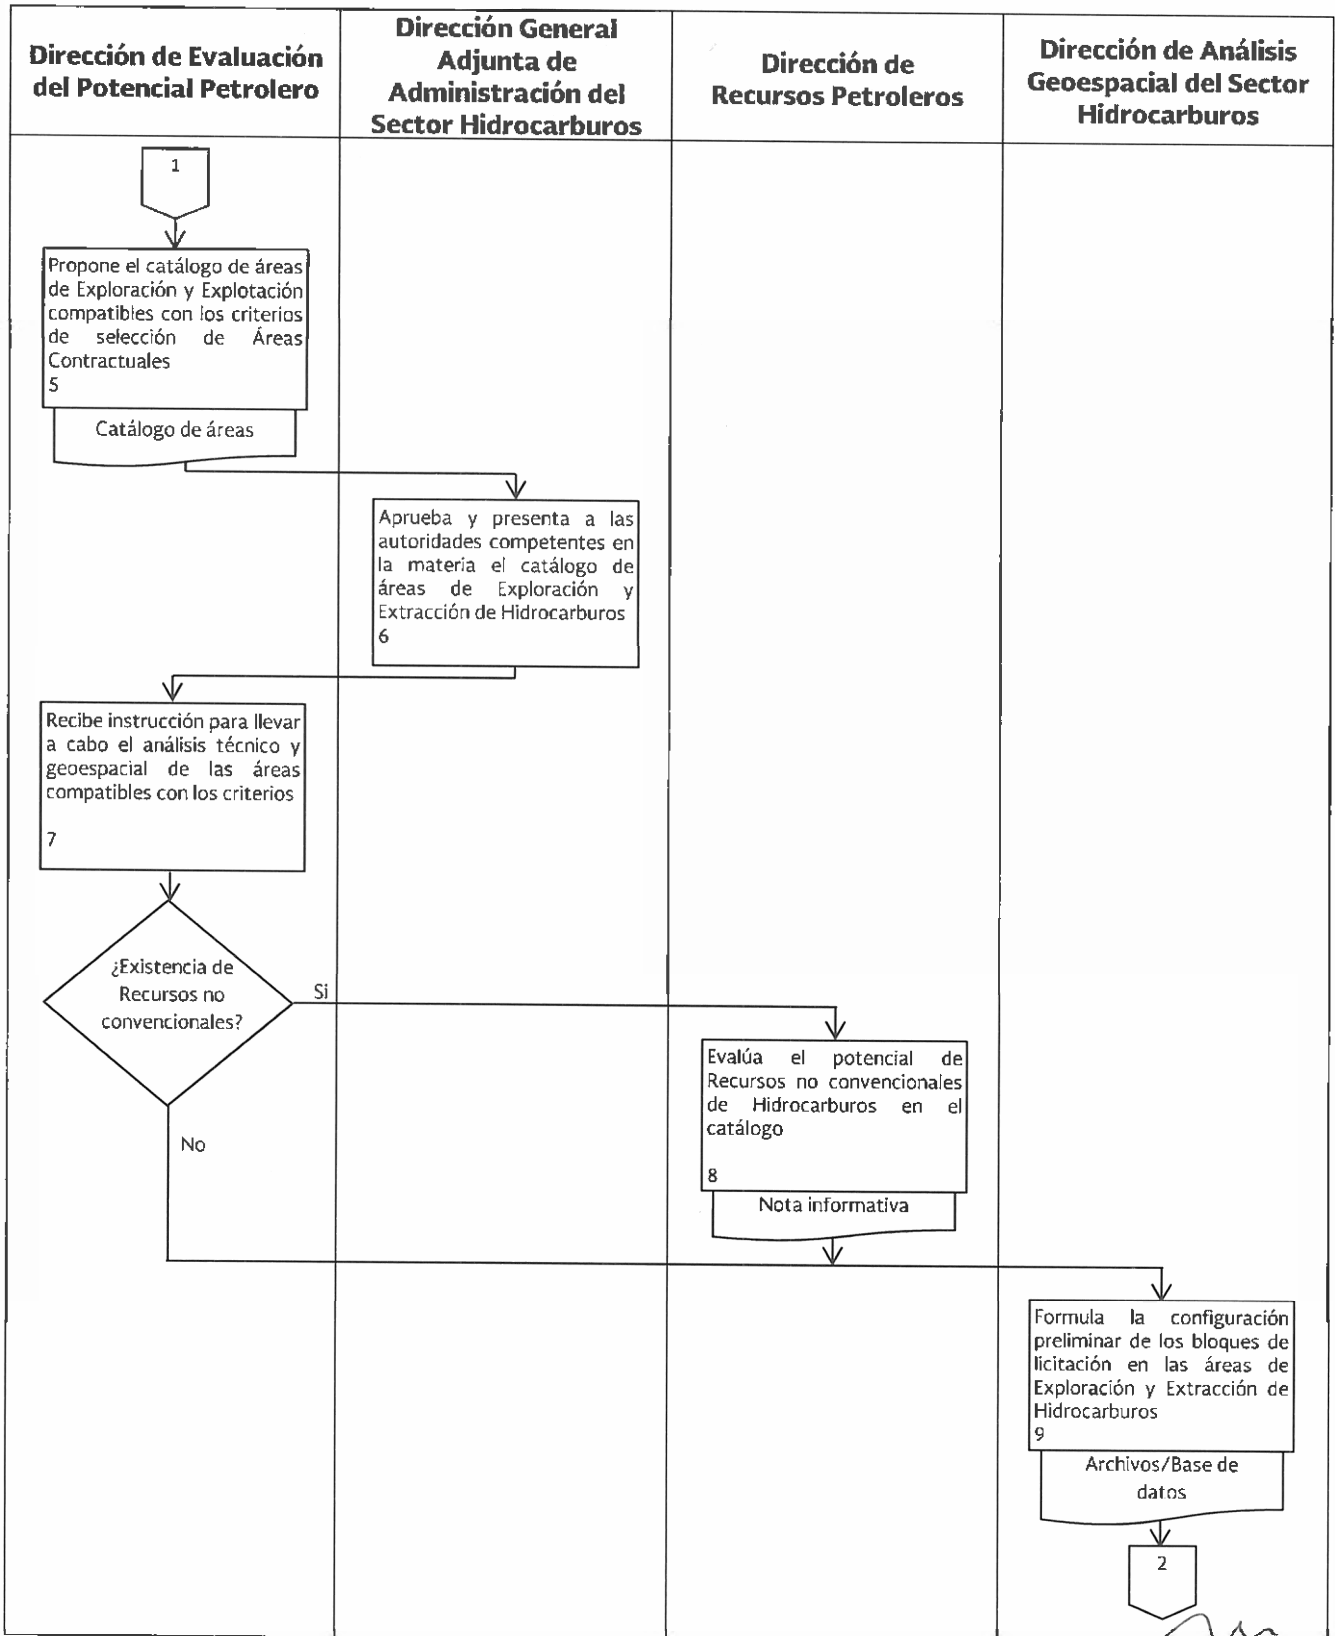 Dirección de Evaluación
del Potencial Petrolero
Dirección General
Adjunta de
Administración del
Sector Hidrocarburos
Dirección de
Recursos Petroleros
Dirección de Análisis
Geoespacial del Sector
Hidrocarburos
1
Propone el catálogo de áreas
de Exploración y Explotación
compatibles con los criterios
de selección de Áreas
Contractuales
5
Catálogo de áreas
Aprueba y presenta a las
autoridades competentes en
la materia el catálogo de
áreas de Exploración y
Extracción de Hidrocarburos
6
Recibe instrucción para llevar
a cabo el análisis técnico y
geoespacial de las áreas
compatibles con los criterios
7
¿Existencia de
Recursos no
convencionales?
Si
No
Evalúa el potencial de
Recursos no convencionales
de Hidrocarburos en el
catálogo
8
Nota informativa
Formula la configuración
preliminar de los bloques de
licitación en las áreas de
Exploración y Extracción de
Hidrocarburos
9
Archivos/Base de
datos
2